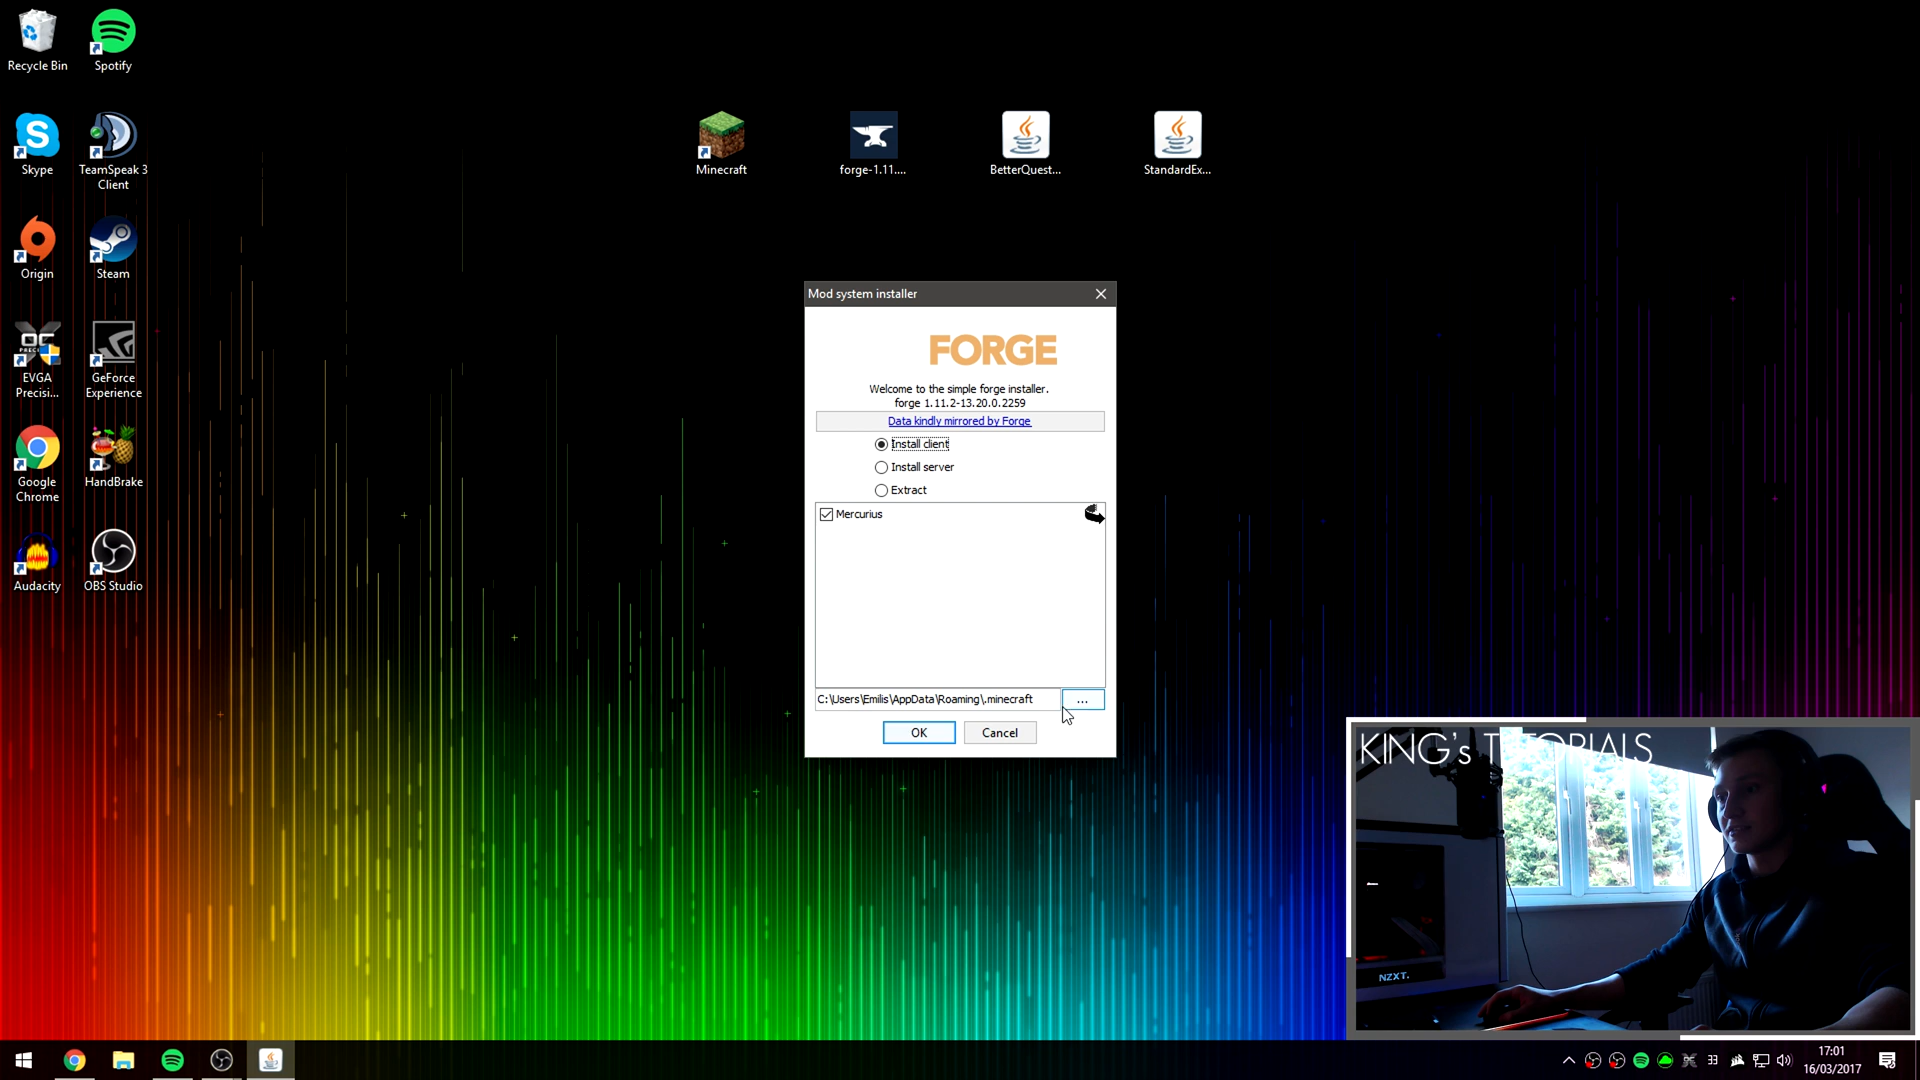 Recycle Bin
Spotify
Skype
TeamSpeak 3
Client
Origin
Steam
EVGA
Precisi...
GeForce
Experience
Google
Chrome
HandBrake
Audacity
OBS Studio
Minecraft
forge-1.11....
BetterQuest...
StandardEx...
Mod system installer
FORGE
Welcome to the simple forge installer.
forge 1.11.2-13.20.0.2259
Data kindly mirrored by Forge
Install client
Install server
Extract
Mercurius
C:\Users\Emilis\AppData\Roaming\.minecraft
...
OK
Cancel
KING's TUTORIALS
NZXT.
17:01
16/03/2017